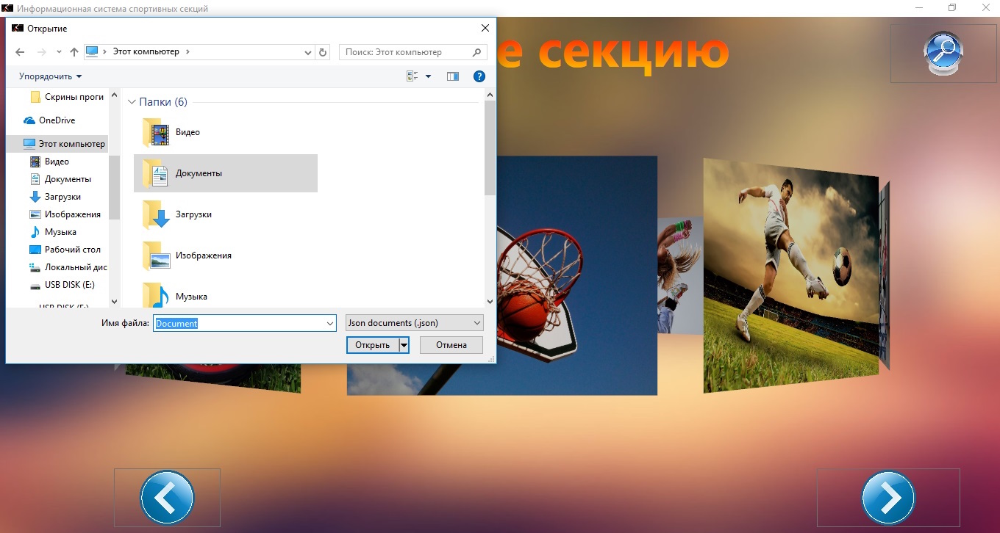 Информационная система спортивных секций
Открытие
е секцию
Этот компьютер
Поиск: Этот компьютер
Упорядочить
Скрины проги
OneDrive
Этот компьютер
Видео
Документы
Загрузки
Изображения
Музыка
Рабочий стол
Локальный дис
USB DISK (E:)
USB DISK (E:)
Папки (6)
Видео
Документы
Загрузки
Изображения
Музыка
Имя файла:
Document
Json documents (.json)
Открыть
Отмена